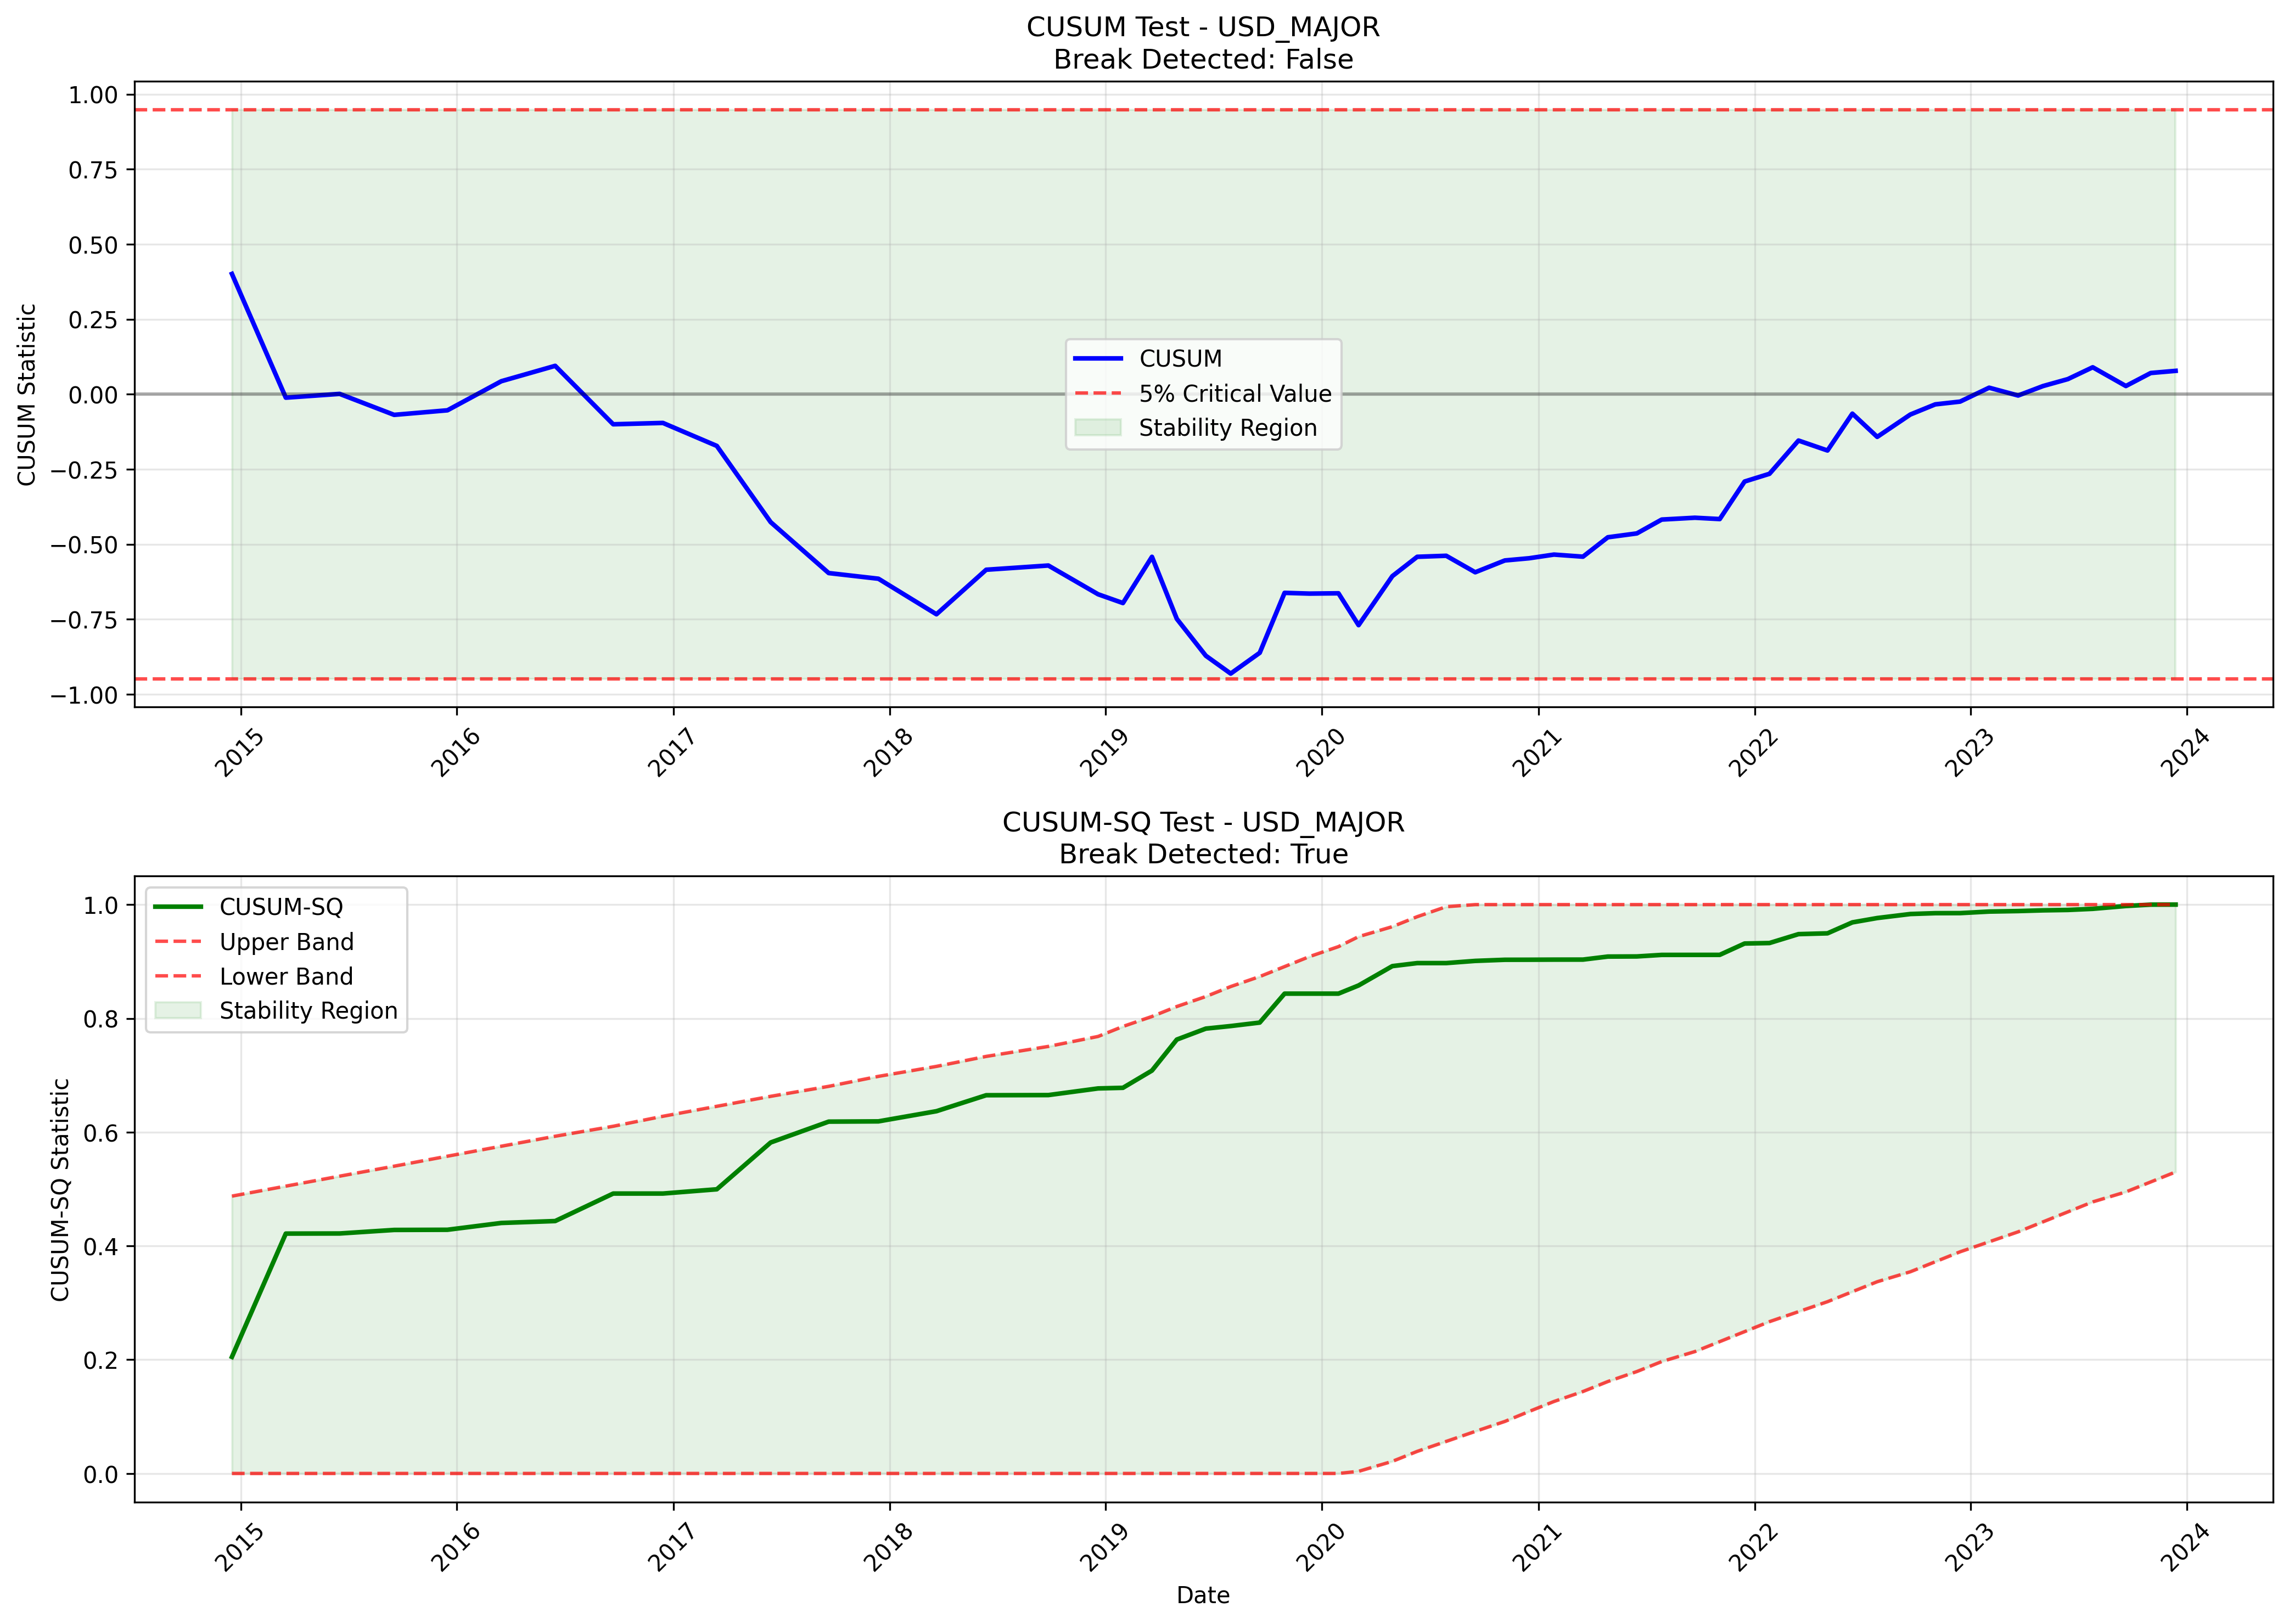 CUSUM Test - USD_MAJOR
Break Detected: False
CUSUM Statistic
1.00
0.75
0.50
0.25
0.00
−0.25
−0.50
−0.75
−1.00
CUSUM
5% Critical Value
Stability Region
2015
2016
2017
2018
2019
2020
2021
2022
2023
2024
CUSUM-SQ Test - USD_MAJOR
Break Detected: True
CUSUM-SQ Statistic
1.0
0.8
0.6
0.4
0.2
0.0
CUSUM-SQ
Upper Band
Lower Band
Stability Region
2015
2016
2017
2018
2019
2020
2021
2022
2023
2024
Date